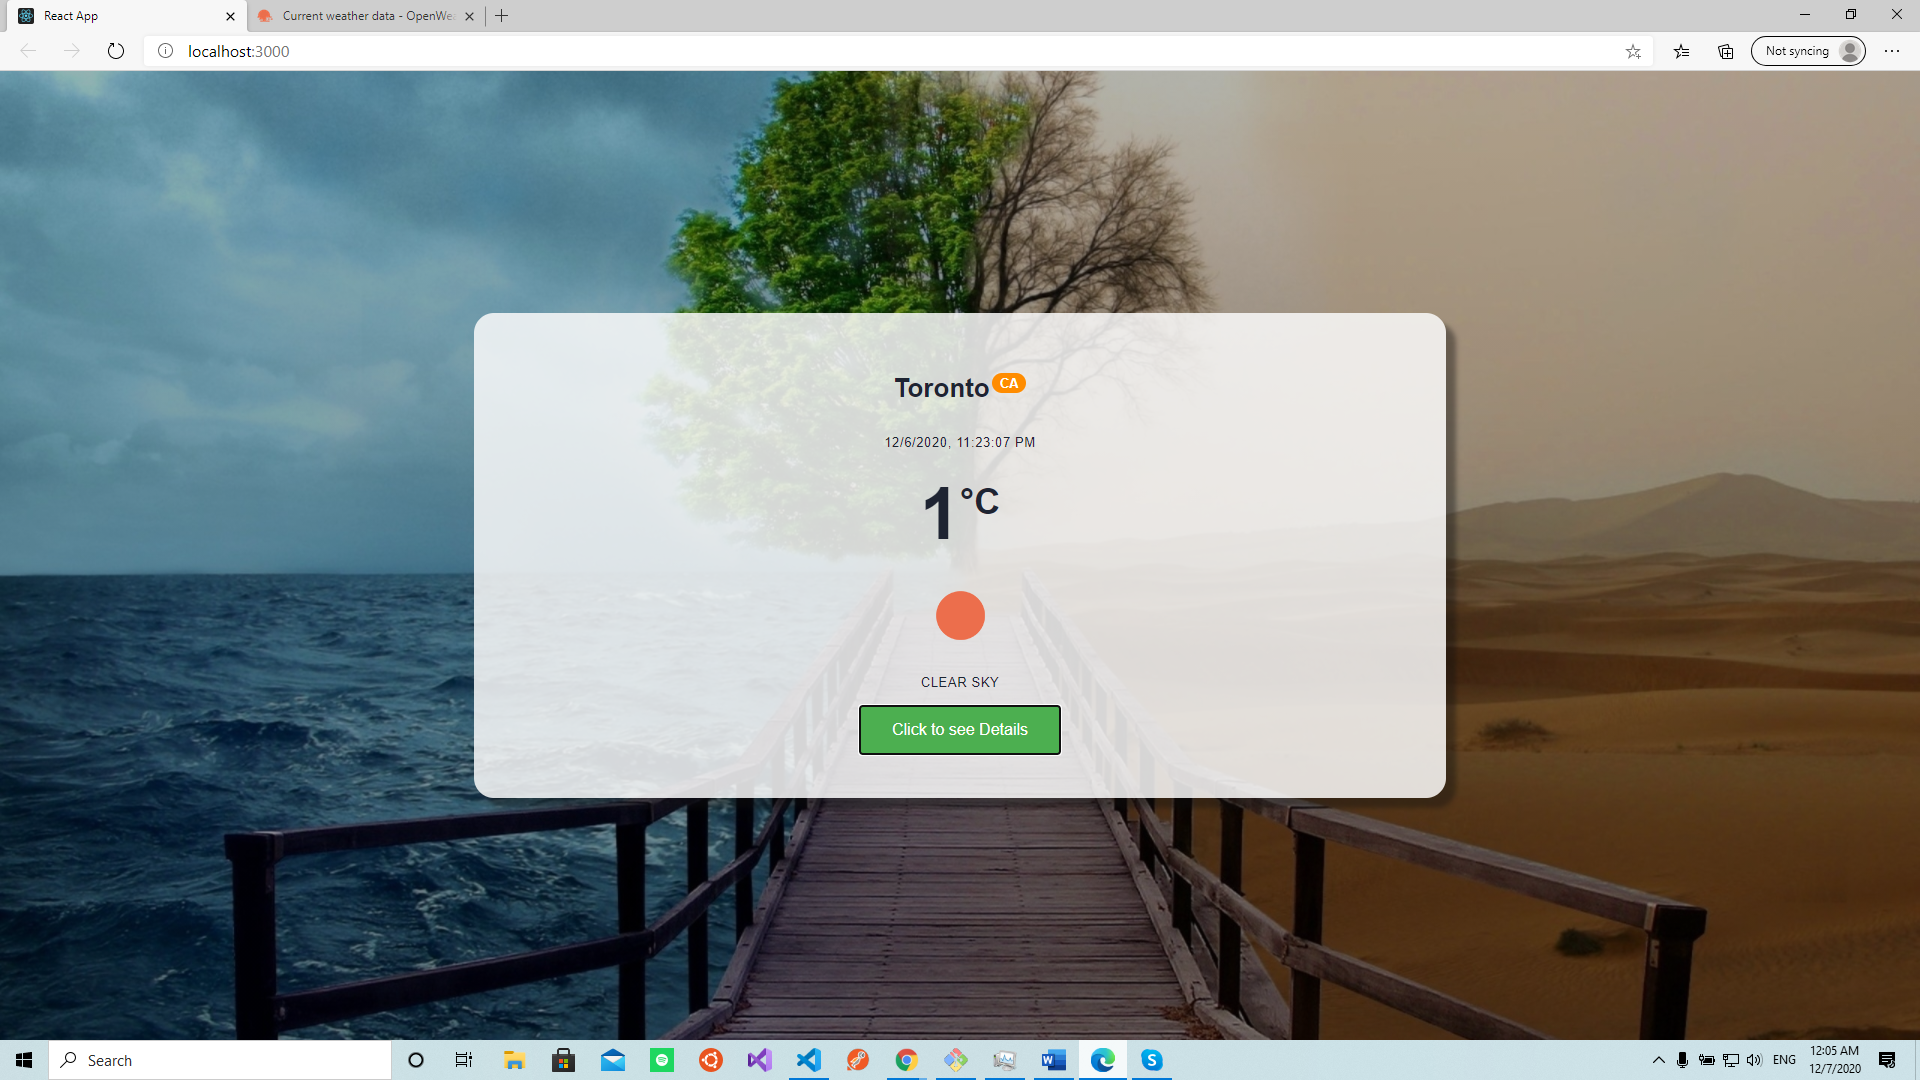 React App
Current weather data - OpenWea
localhost:3000
Not syncing
Toronto CA
12/6/2020, 11:23:07 PM
1°C
CLEAR SKY
Click to see Details
Search
ENG
12:05 AM
12/7/2020